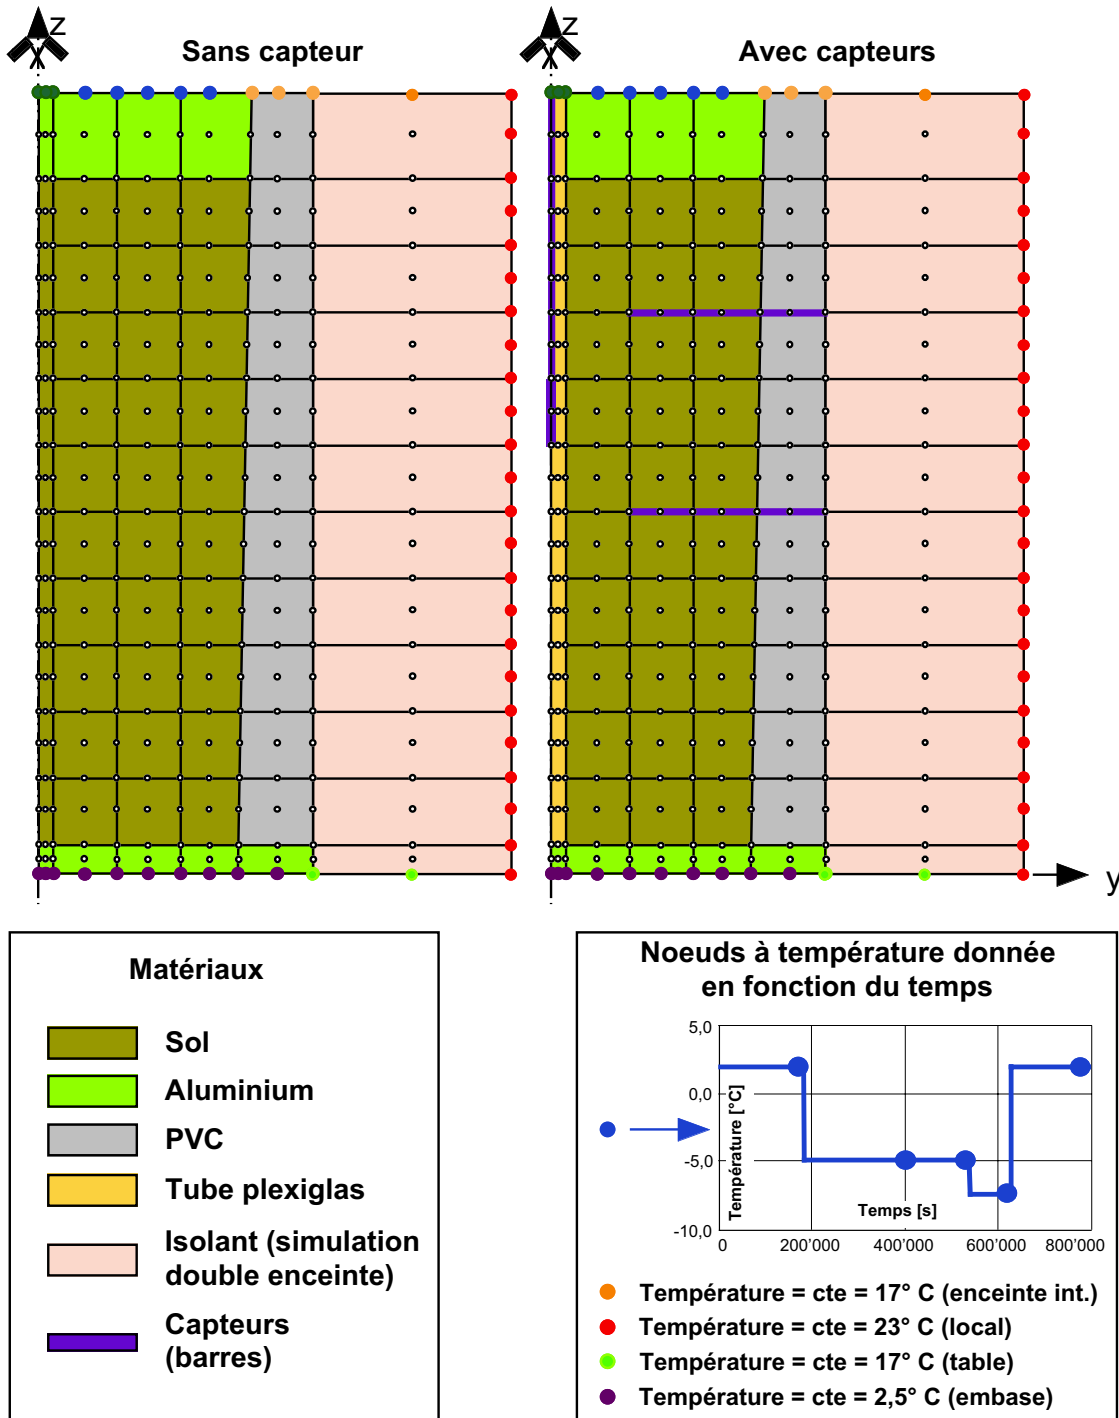 z
z
Sans capteur
Avec capteurs
y
Matériaux
Sol
Aluminium
PVC
Tube plexiglas
Isolant (simulation
double enceinte)
Capteurs
(barres)
Noeuds à température donnée
en fonction du temps
5,0
0,0
-5,0
-10,0
Température [°C]
Temps [s]
0
200'000
400'000
600'000
800'000
Température = cte = 17° C (enceinte int.)
Température = cte = 23° C (local)
Température = cte = 17° C (table)
Température = cte = 2,5° C (embase)